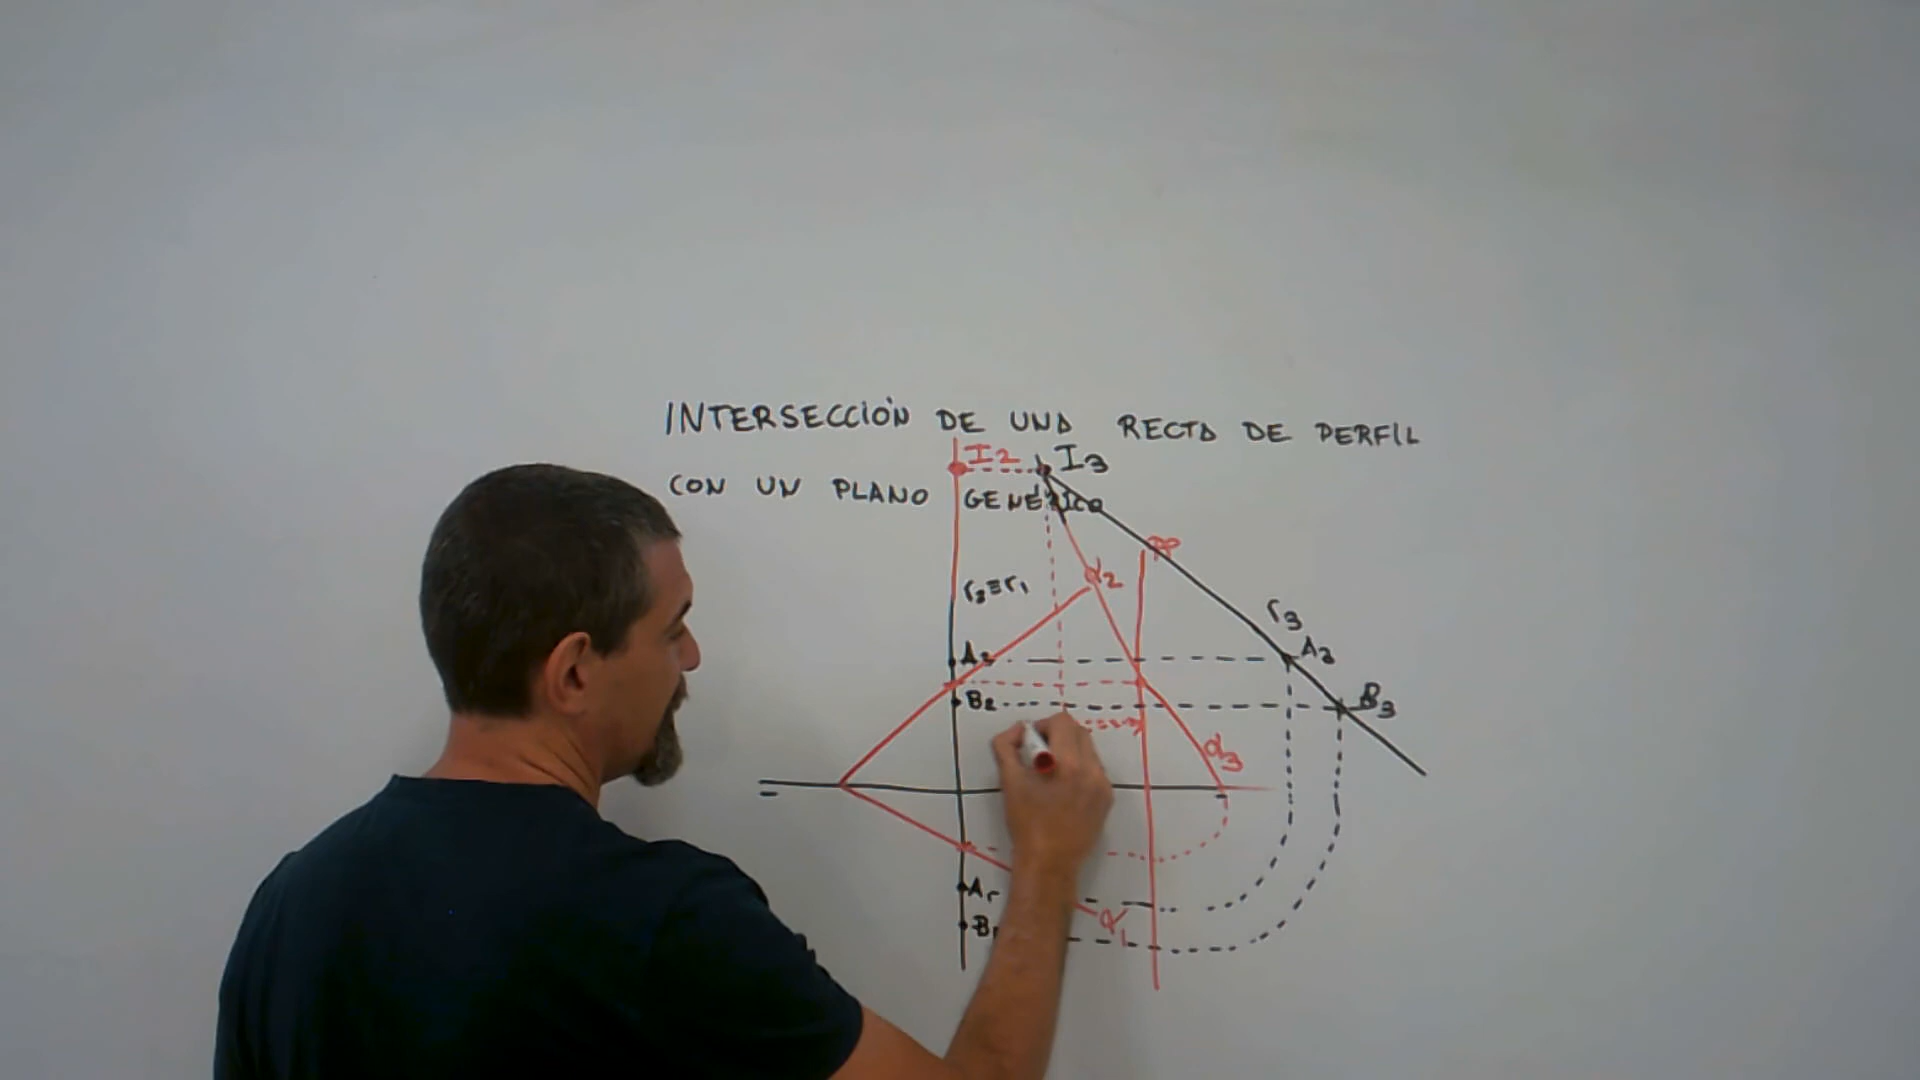 INTERSECCIÓN DE UNA RECTA DE PERFIL
I2 I3
CON UN PLANO GENÉRICO
PP
α2
r2≡r1
r3
A2 A3
B2 B3
α3
A1
α1
B1